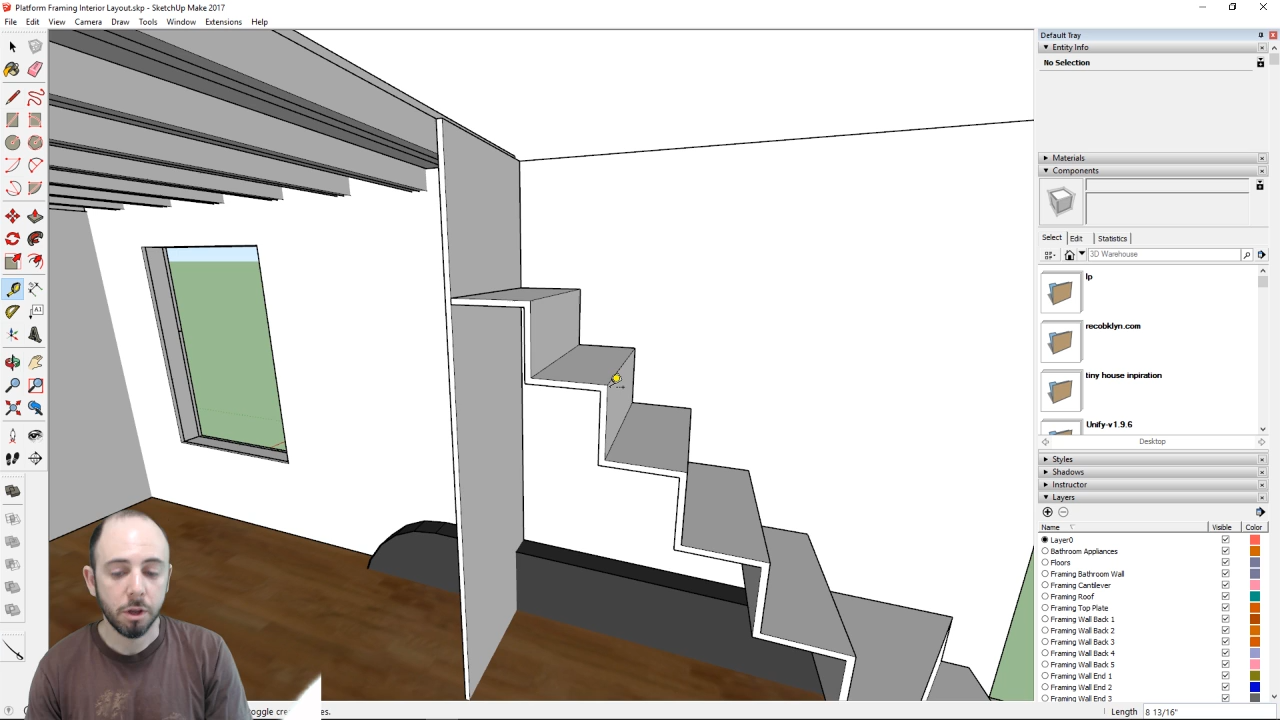 Platform Framing Interior Layout.skp - SketchUp Make 2017
File Edit View Camera Draw Tools Window Extensions Help
Default Tray
Entity Info
No Selection
Materials
Components
Select Edit Statistics
3D Warehouse
lp
recobklyn.com
tiny house inpiration
Unify-v1.9.6
Desktop
Styles
Shadows
Instructor
Layers
Name Visible Color
Layer0
Bathroom Appliances
Floors
Framing Bathroom Wall
Framing Cantilever
Framing Roof
Framing Top Plate
Framing Wall Back 1
Framing Wall Back 2
Framing Wall Back 3
Framing Wall Back 4
Framing Wall Back 5
Framing Wall End 1
Framing Wall End 2
Framing Wall End 3
Length 8 13/16"